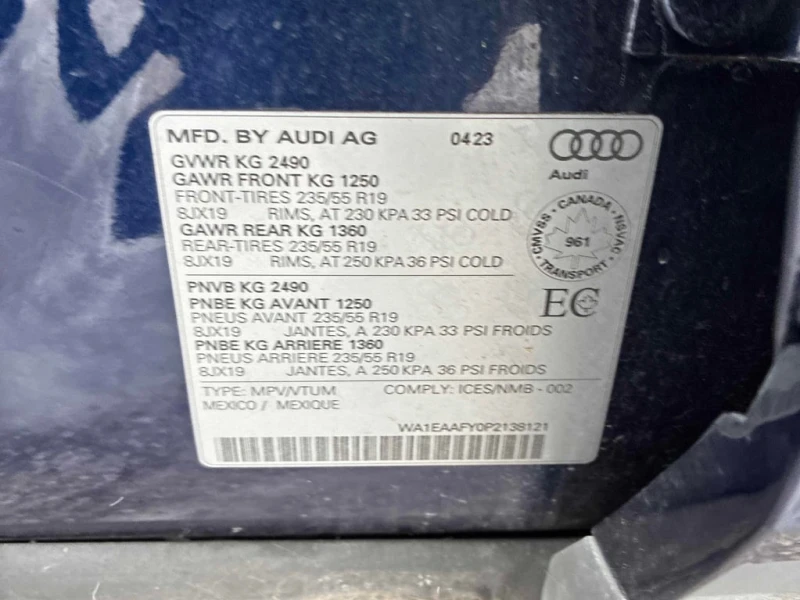 MFD. BY AUDI AG 0423
Audi
GVWR KG 2490
GAWR FRONT KG 1250
FRONT-TIRES 235/55 R19
8JX19 RIMS, AT 230 KPA 33 PSI COLD
GAWR REAR KG 1360
REAR-TIRES 235/55 R19
8JX19 RIMS, AT 250 KPA 36 PSI COLD
CMVSS - CANADA - NSVAC
961
TRANSPORT
PNVB KG 2490
PNBE KG AVANT 1250
PNEUS AVANT 235/55 R19
8JX19 JANTES, A 230 KPA 33 PSI FROIDS
PNBE KG ARRIERE 1360
PNEUS ARRIERE 235/55 R19
8JX19 JANTES, A 250 KPA 36 PSI FROIDS
EC
TYPE: MPV/VTUM COMPLY: ICES/NMB - 002
MEXICO / MEXIQUE
WA1EAAFY0P2138121